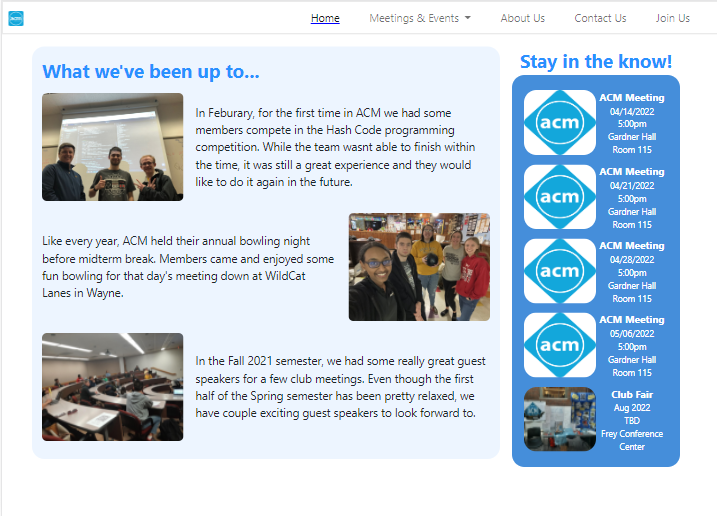 acm
Home
Meetings & Events
About Us
Contact Us
Join Us
What we've been up to...
In Feburary, for the first time in ACM we had some
members compete in the Hash Code programming
competition. While the team wasnt able to finish within
the time, it was still a great experience and they would
like to do it again in the future.
Like every year, ACM held their annual bowling night
before midterm break. Members came and enjoyed some
fun bowling for that day's meeting down at WildCat
Lanes in Wayne.
In the Fall 2021 semester, we had some really great guest
speakers for a few club meetings. Even though the first
half of the Spring semester has been pretty relaxed, we
have couple exciting guest speakers to look forward to.
Stay in the know!
acm
ACM Meeting
04/14/2022
5:00pm
Gardner Hall
Room 115
acm
ACM Meeting
04/21/2022
5:00pm
Gardner Hall
Room 115
acm
ACM Meeting
04/28/2022
5:00pm
Gardner Hall
Room 115
acm
ACM Meeting
05/06/2022
5:00pm
Gardner Hall
Room 115
Club Fair
Aug 2022
TBD
Frey Conference
Center